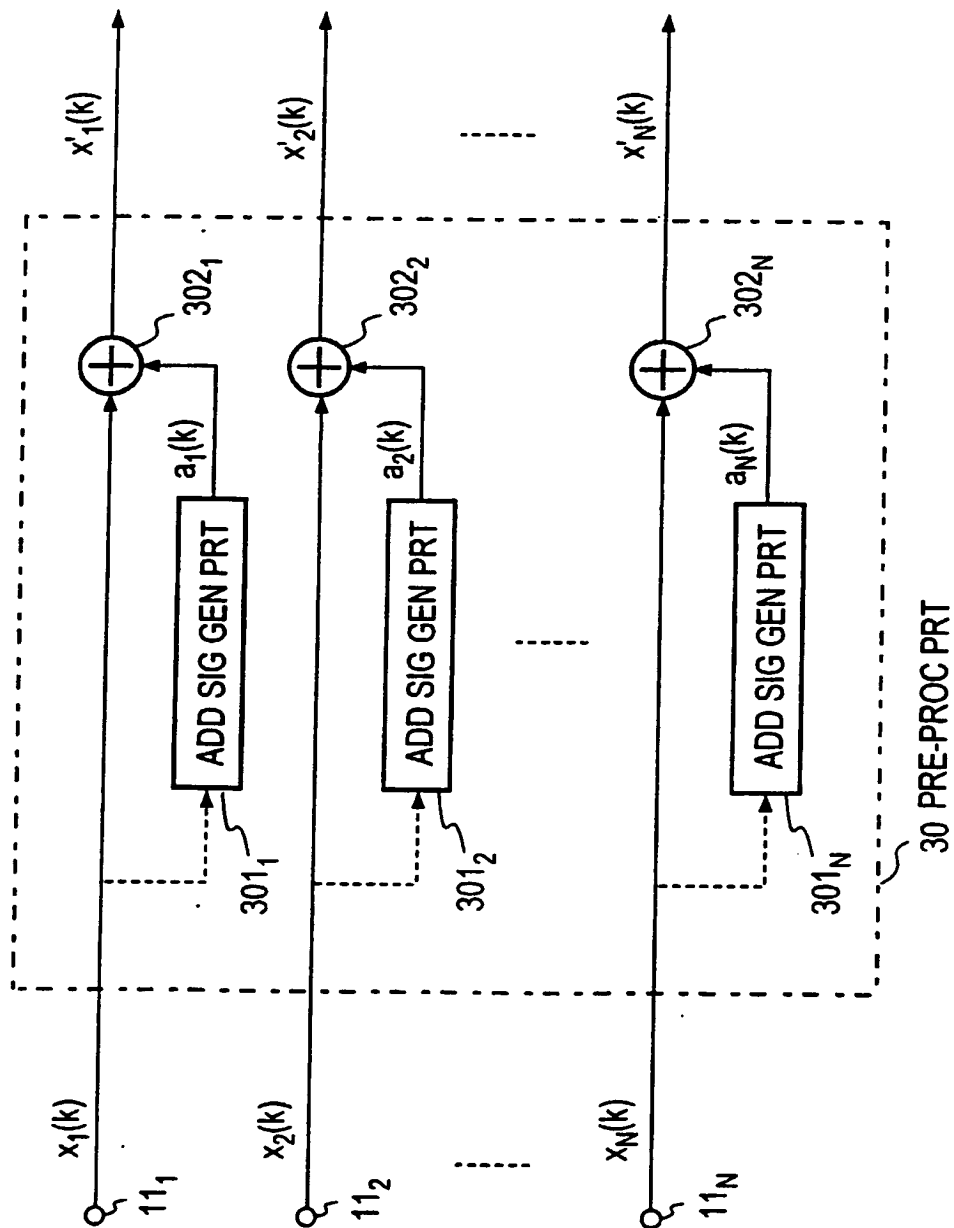 11₁
x₁(k)
301₁
ADD SIG GEN PRT
a₁(k)
302₁
x'₁(k)
11₂
x₂(k)
301₂
ADD SIG GEN PRT
a₂(k)
302₂
x'₂(k)
11N
xN(k)
301N
ADD SIG GEN PRT
aN(k)
302N
x'N(k)
30 PRE-PROC PRT